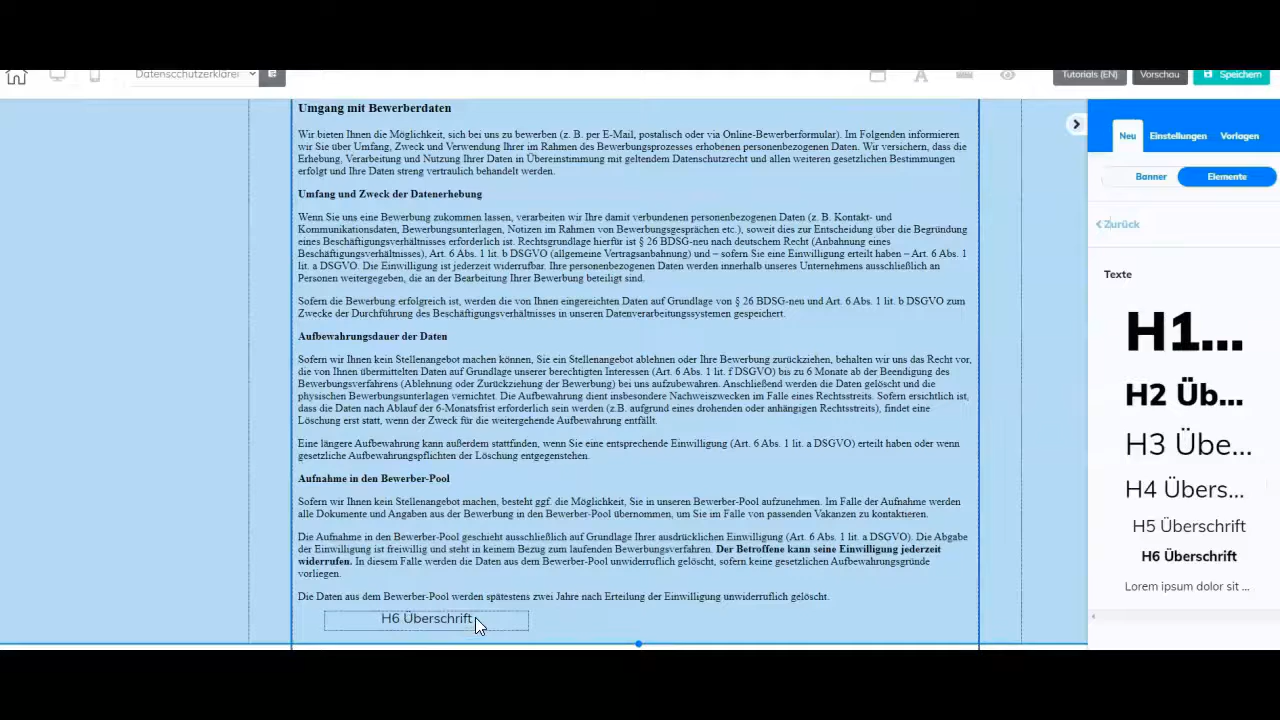 Datenschutzerkläre
Tutorials (EN)
Vorschau
Speichern
Umgang mit Bewerberdaten
Wir bieten Ihnen die Möglichkeit, sich bei uns zu bewerben (z. B. per E-Mail, postalisch oder via Online-Bewerberformular). Im Folgenden informieren
wir Sie über Umfang, Zweck und Verwendung Ihrer im Rahmen des Bewerbungsprozesses erhobenen personenbezogenen Daten. Wir versichern, dass die
Erhebung, Verarbeitung und Nutzung Ihrer Daten in Übereinstimmung mit geltendem Datenschutzrecht und allen weiteren gesetzlichen Bestimmungen
erfolgt und Ihre Daten streng vertraulich behandelt werden.
Umfang und Zweck der Datenerhebung
Wenn Sie uns eine Bewerbung zukommen lassen, verarbeiten wir Ihre damit verbundenen personenbezogenen Daten (z. B. Kontakt- und
Kommunikationsdaten, Bewerbungsunterlagen, Notizen im Rahmen von Bewerbungsgesprächen etc.), soweit dies zur Entscheidung über die Begründung
eines Beschäftigungsverhältnisses erforderlich ist. Rechtsgrundlage hierfür ist § 26 BDSG-neu nach deutschem Recht (Anbahnung eines
Beschäftigungsverhältnisses), Art. 6 Abs. 1 lit. b DSGVO (allgemeine Vertragsanbahnung) und – sofern Sie eine Einwilligung erteilt haben – Art. 6 Abs. 1
lit. a DSGVO. Die Einwilligung ist jederzeit widerrufbar. Ihre personenbezogenen Daten werden innerhalb unseres Unternehmens ausschließlich an
Personen weitergegeben, die an der Bearbeitung Ihrer Bewerbung beteiligt sind.
Sofern die Bewerbung erfolgreich ist, werden die von Ihnen eingereichten Daten auf Grundlage von § 26 BDSG-neu und Art. 6 Abs. 1 lit. b DSGVO zum
Zwecke der Durchführung des Beschäftigungsverhältnisses in unseren Datenverarbeitungssystemen gespeichert.
Aufbewahrungsdauer der Daten
Sofern wir Ihnen kein Stellenangebot machen können, Sie ein Stellenangebot ablehnen oder Ihre Bewerbung zurückziehen, behalten wir uns das Recht vor,
die von Ihnen übermittelten Daten auf Grundlage unserer berechtigten Interessen (Art. 6 Abs. 1 lit. f DSGVO) bis zu 6 Monate ab der Beendigung des
Bewerbungsverfahrens (Ablehnung oder Zurückziehung der Bewerbung) bei uns aufzubewahren. Anschließend werden die Daten gelöscht und die
physischen Bewerbungsunterlagen vernichtet. Die Aufbewahrung dient insbesondere Nachweiszwecken im Falle eines Rechtsstreits. Sofern ersichtlich ist,
dass die Daten nach Ablauf der 6-Monatsfrist erforderlich sein werden (z.B. aufgrund eines drohenden oder anhängigen Rechtsstreits), findet eine
Löschung erst statt, wenn der Zweck für die weitergehende Aufbewahrung entfällt.
Eine längere Aufbewahrung kann außerdem stattfinden, wenn Sie eine entsprechende Einwilligung (Art. 6 Abs. 1 lit. a DSGVO) erteilt haben oder wenn
gesetzliche Aufbewahrungspflichten der Löschung entgegenstehen.
Aufnahme in den Bewerber-Pool
Sofern wir Ihnen kein Stellenangebot machen, besteht ggf. die Möglichkeit, Sie in unseren Bewerber-Pool aufzunehmen. Im Falle der Aufnahme werden
alle Dokumente und Angaben aus der Bewerbung in den Bewerber-Pool übernommen, um Sie im Falle von passenden Vakanzen zu kontaktieren.
Die Aufnahme in den Bewerber-Pool geschieht ausschließlich auf Grundlage Ihrer ausdrücklichen Einwilligung (Art. 6 Abs. 1 lit. a DSGVO). Die Abgabe
der Einwilligung ist freiwillig und steht in keinem Bezug zum laufenden Bewerbungsverfahren. Der Betroffene kann seine Einwilligung jederzeit
widerrufen. In diesem Falle werden die Daten aus dem Bewerber-Pool unwiderruflich gelöscht, sofern keine gesetzlichen Aufbewahrungsgründe
vorliegen.
Die Daten aus dem Bewerber-Pool werden spätestens zwei Jahre nach Erteilung der Einwilligung unwiderruflich gelöscht.
H6 Überschrift
Neu
Einstellungen
Vorlagen
Banner
Elemente
Zurück
Texte
H1...
H2 Üb...
H3 Übe...
H4 Übers...
H5 Überschrift
H6 Überschrift
Lorem ipsum dolor sit ...